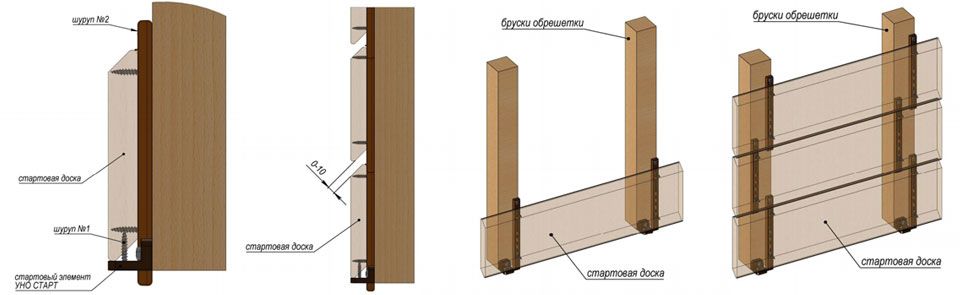 шуруп №2
стартовая доска
шуруп №1
стартовый элемент
УНО СТАРТ
0-10
стартовая доска
бруски обрешетки
стартовая доска
бруски обрешетки
стартовая доска